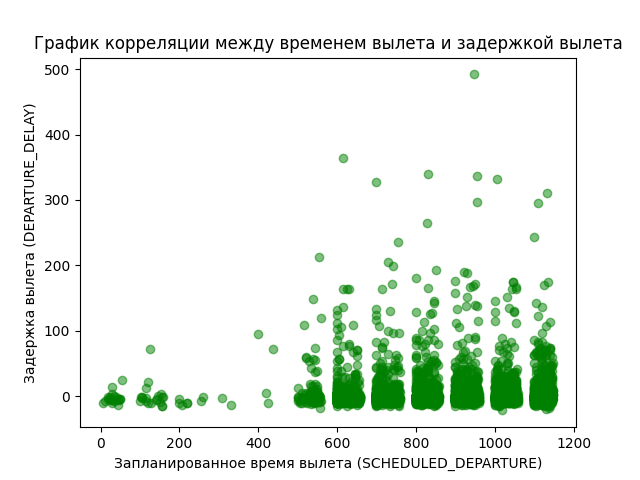 График корреляции между временем вылета и задержкой вылета
500
400
300
200
100
0
Задержка вылета (DEPARTURE_DELAY)
0 200 400 600 800 1000 1200
Запланированное время вылета (SCHEDULED_DEPARTURE)